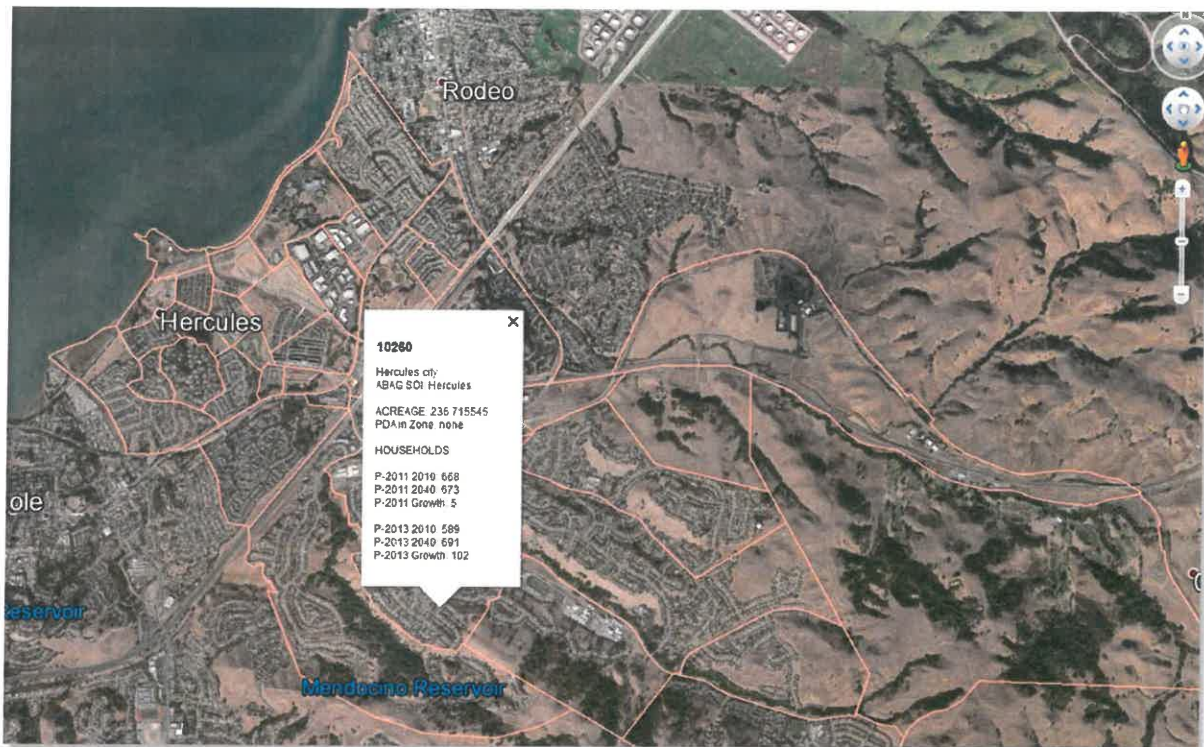 N
Rodeo
Hercules
10260
Hercules city
ABAG SOI Hercules
ACREAGE 236 715545
PDA in Zone none
HOUSEHOLDS
P-2011 2010 668
P-2011 2040 673
P-2011 Growth 5
P-2013 2010 589
P-2013 2040 691
P-2013 Growth 102
ole
Reservoir
Mendocino Reservoir